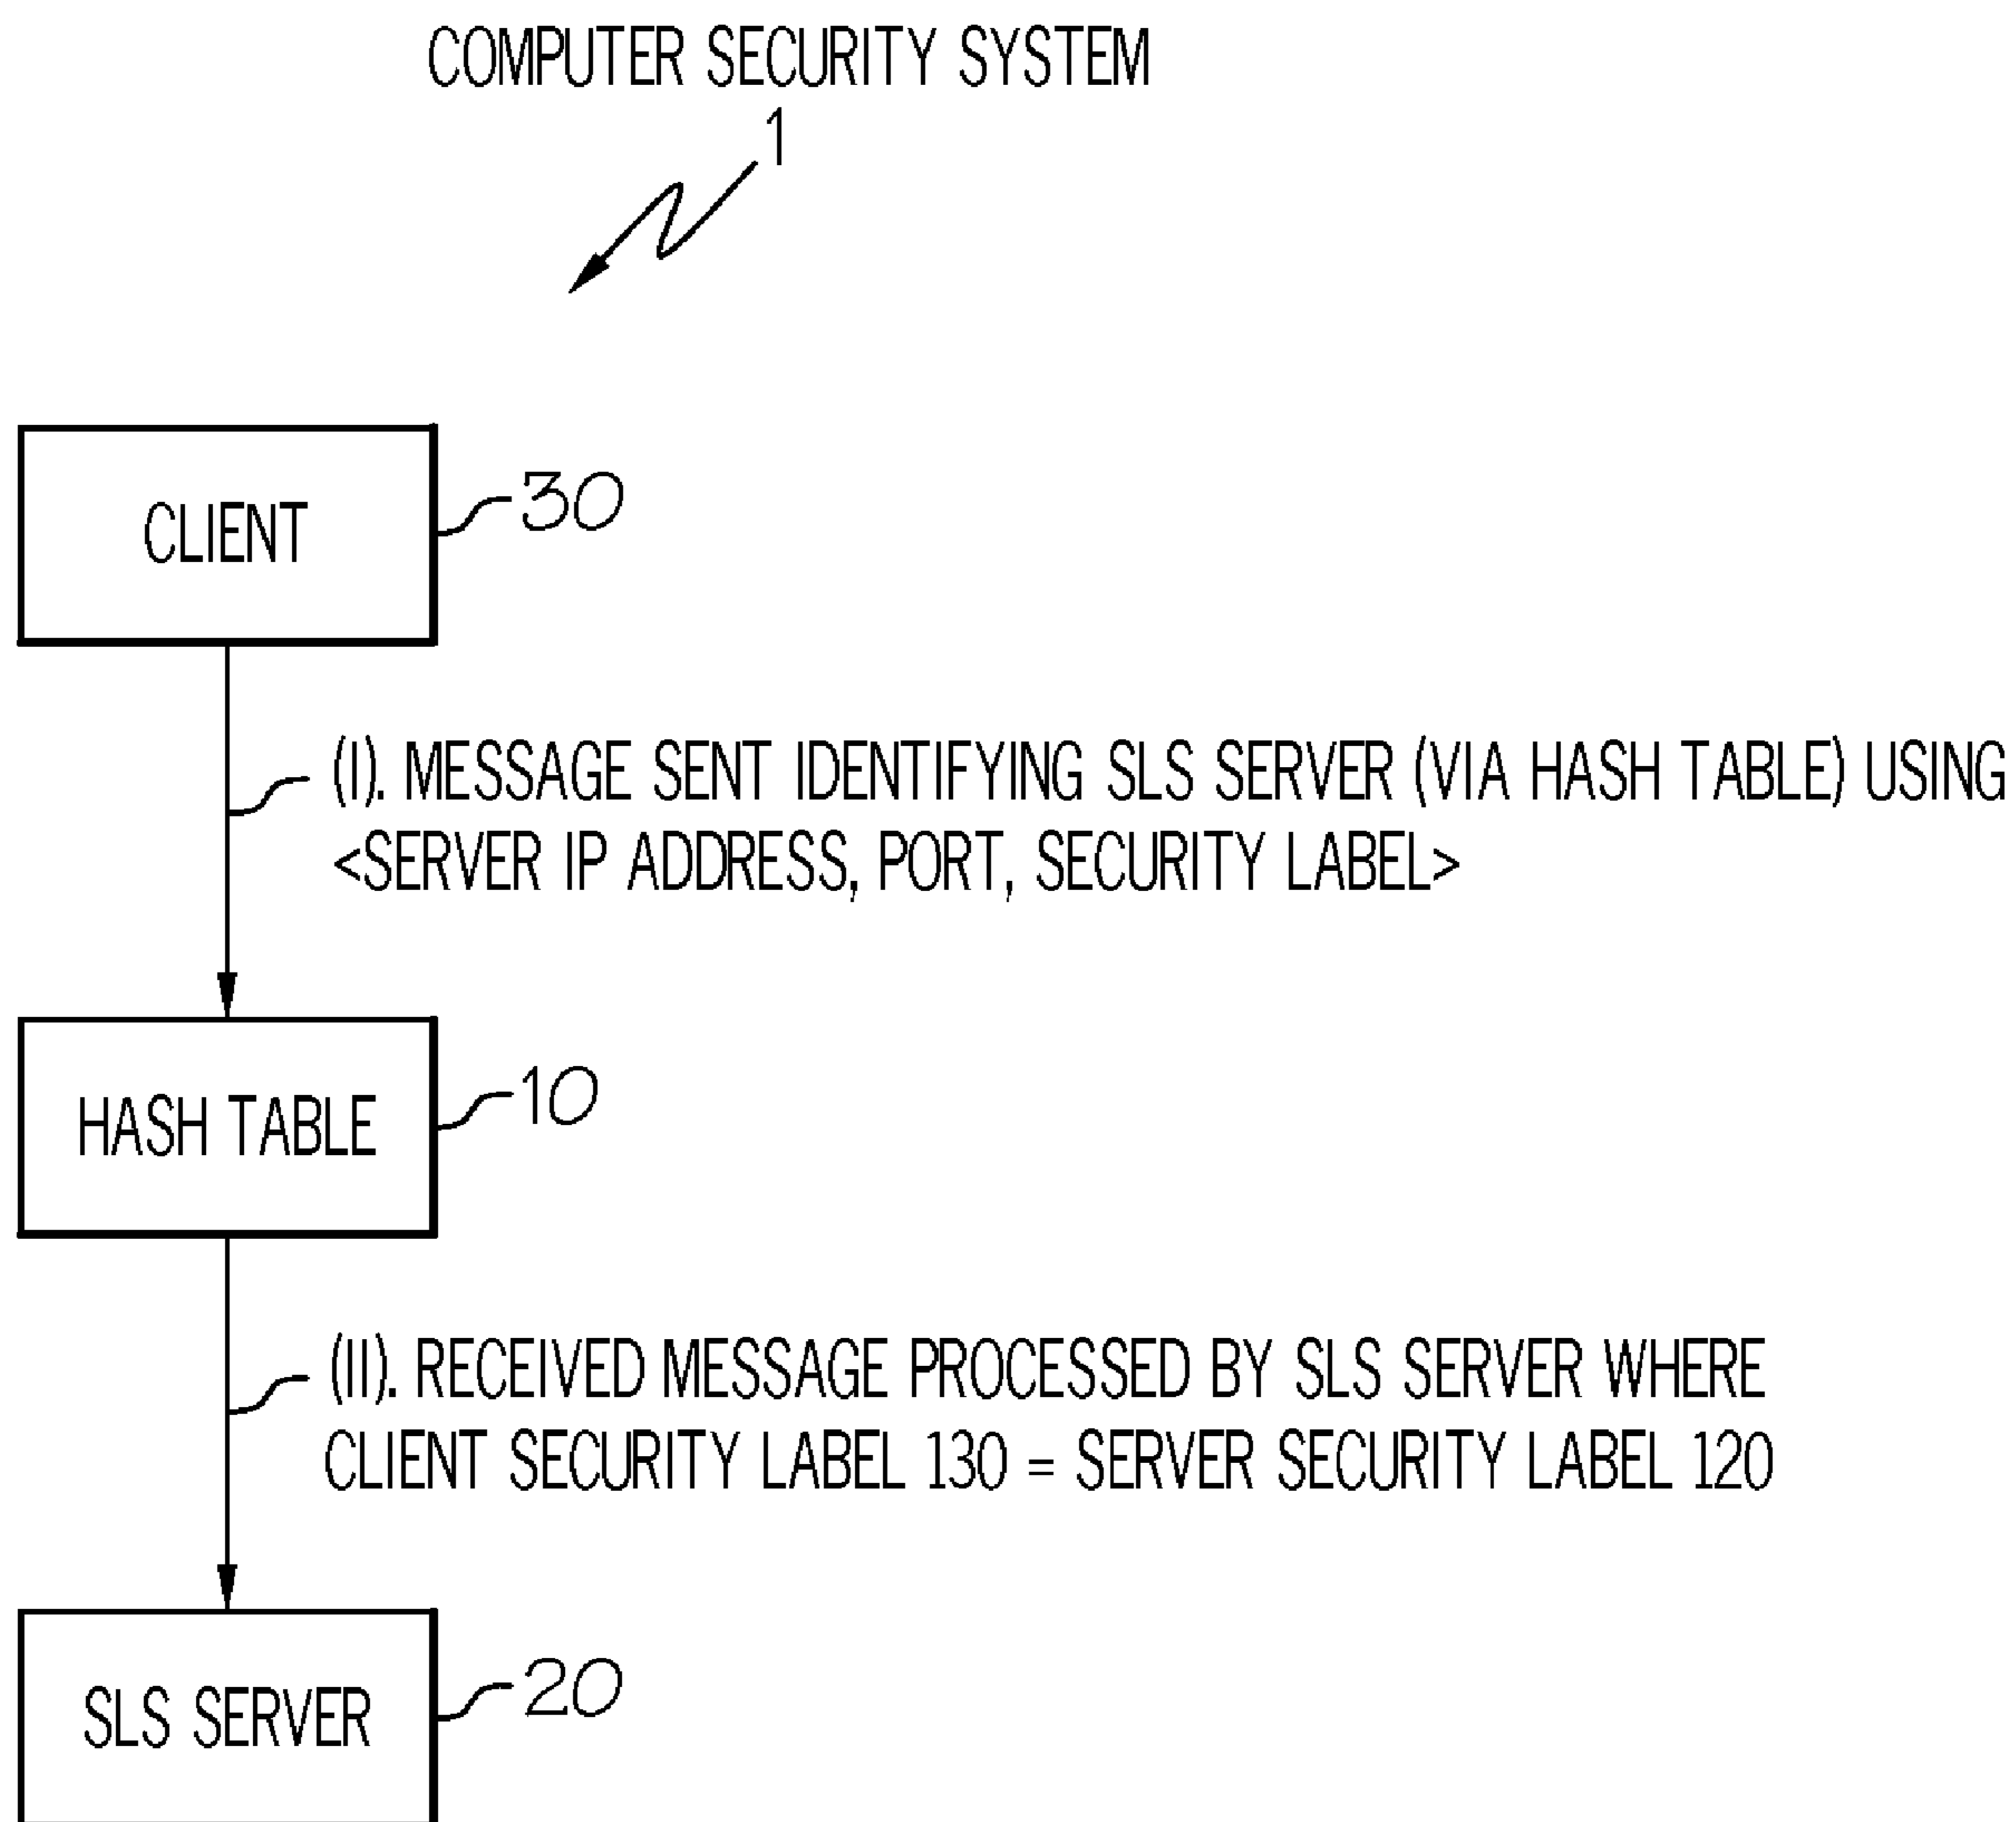 COMPUTER SECURITY SYSTEM
1
CLIENT
30
(I). MESSAGE SENT IDENTIFYING SLS SERVER (VIA HASH TABLE) USING
<SERVER IP ADDRESS, PORT, SECURITY LABEL>
HASH TABLE
10
(II). RECEIVED MESSAGE PROCESSED BY SLS SERVER WHERE
CLIENT SECURITY LABEL 130 = SERVER SECURITY LABEL 120
SLS SERVER
20